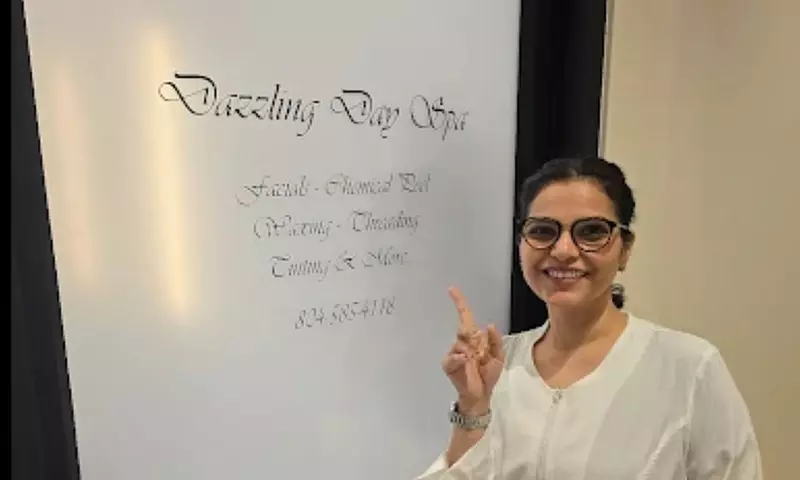 Dazzling Day Spa
Facials - Chemical Peel
Waxing - Threading
Tinting & More...
804-585-4118